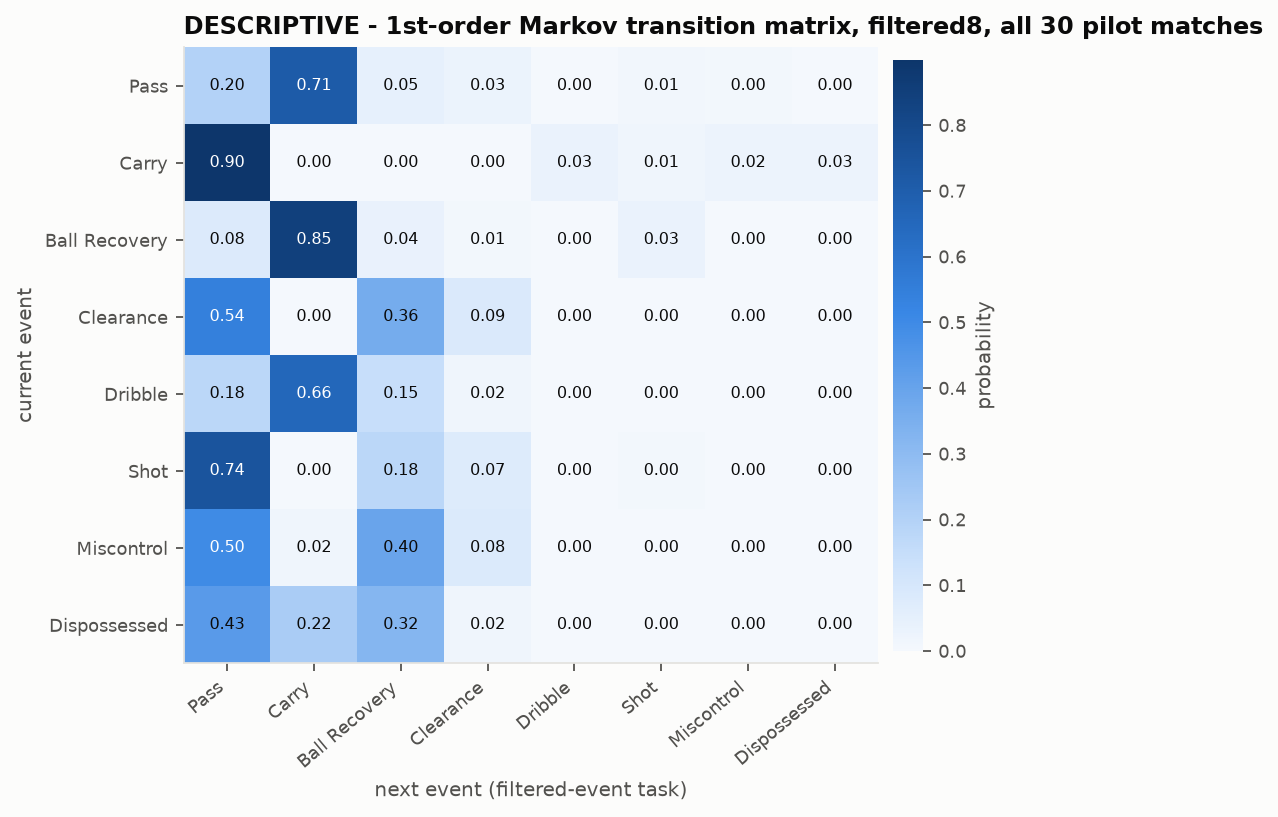 DESCRIPTIVE - 1st-order Markov transition matrix, filtered8, all 30 pilot matches
Pass 0.20 0.71 0.05 0.03 0.00 0.01 0.00 0.00
Carry 0.90 0.00 0.00 0.00 0.03 0.01 0.02 0.03
Ball Recovery 0.08 0.85 0.04 0.01 0.00 0.03 0.00 0.00
Clearance 0.54 0.00 0.36 0.09 0.00 0.00 0.00 0.00
Dribble 0.18 0.66 0.15 0.02 0.00 0.00 0.00 0.00
Shot 0.74 0.00 0.18 0.07 0.00 0.00 0.00 0.00
Miscontrol 0.50 0.02 0.40 0.08 0.00 0.00 0.00 0.00
Dispossessed 0.43 0.22 0.32 0.02 0.00 0.00 0.00 0.00
current event
Pass Carry Ball Recovery Clearance Dribble Shot Miscontrol Dispossessed
next event (filtered-event task)
0.8
0.7
0.6
0.5
0.4
0.3
0.2
0.1
0.0
probability